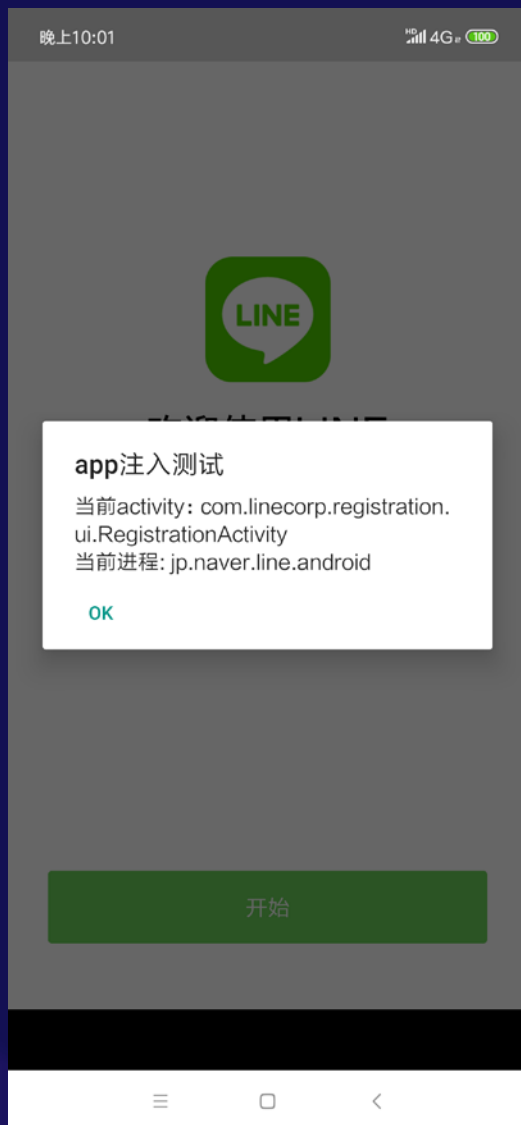 晚上10:01
HD 4G 100
LINE
app注入测试
当前activity: com.linecorp.registration.
ui.RegistrationActivity
当前进程: jp.naver.line.android
OK
开始